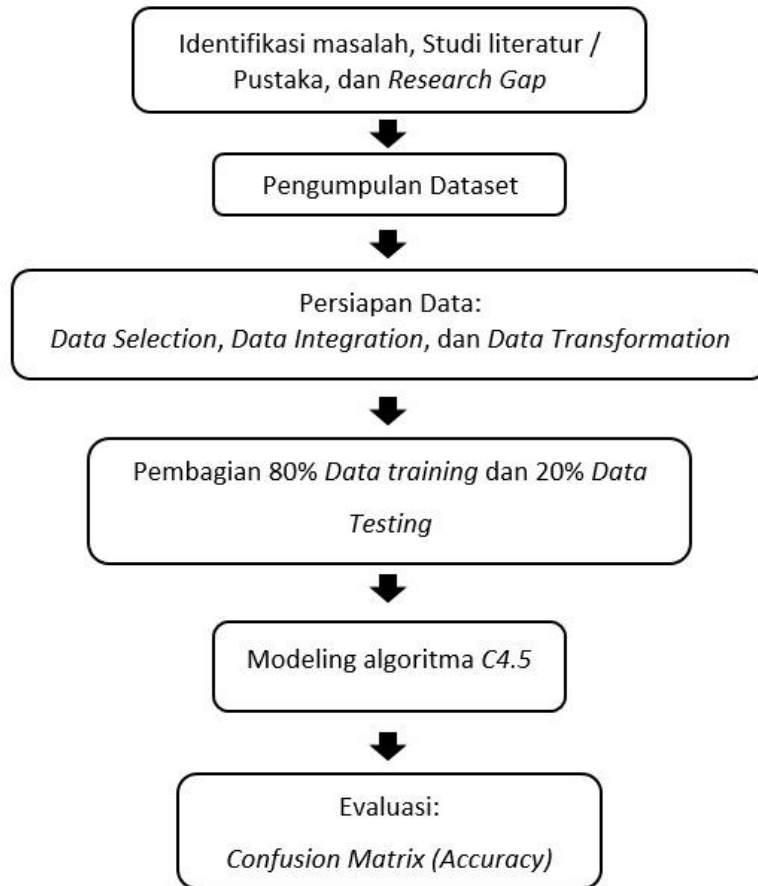 Identifikasi masalah, Studi literatur /
Pustaka, dan Research Gap
Pengumpulan Dataset
Persiapan Data:
Data Selection, Data Integration, dan Data Transformation
Pembagian 80% Data training dan 20% Data
Testing
Modeling algoritma C4.5
Evaluasi:
Confusion Matrix (Accuracy)